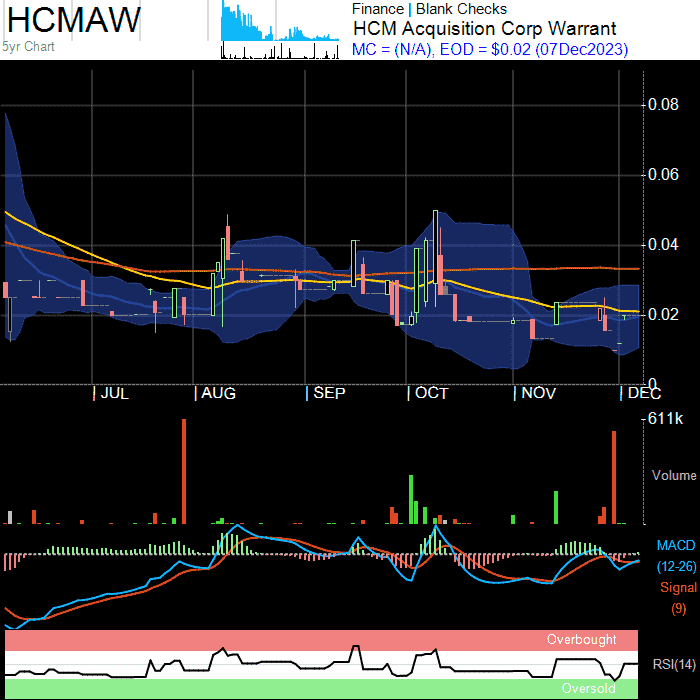 HCMAW
5yr Chart
Finance | Blank Checks
HCM Acquisition Corp Warrant
MC = (N/A), EOD = $0.02 (07Dec2023)
0.08
0.06
0.04
0.02
0
JUL AUG SEP OCT NOV DEC
611k
Volume
MACD
(12-26)
Signal
(9)
Overbought
RSI(14)
Oversold